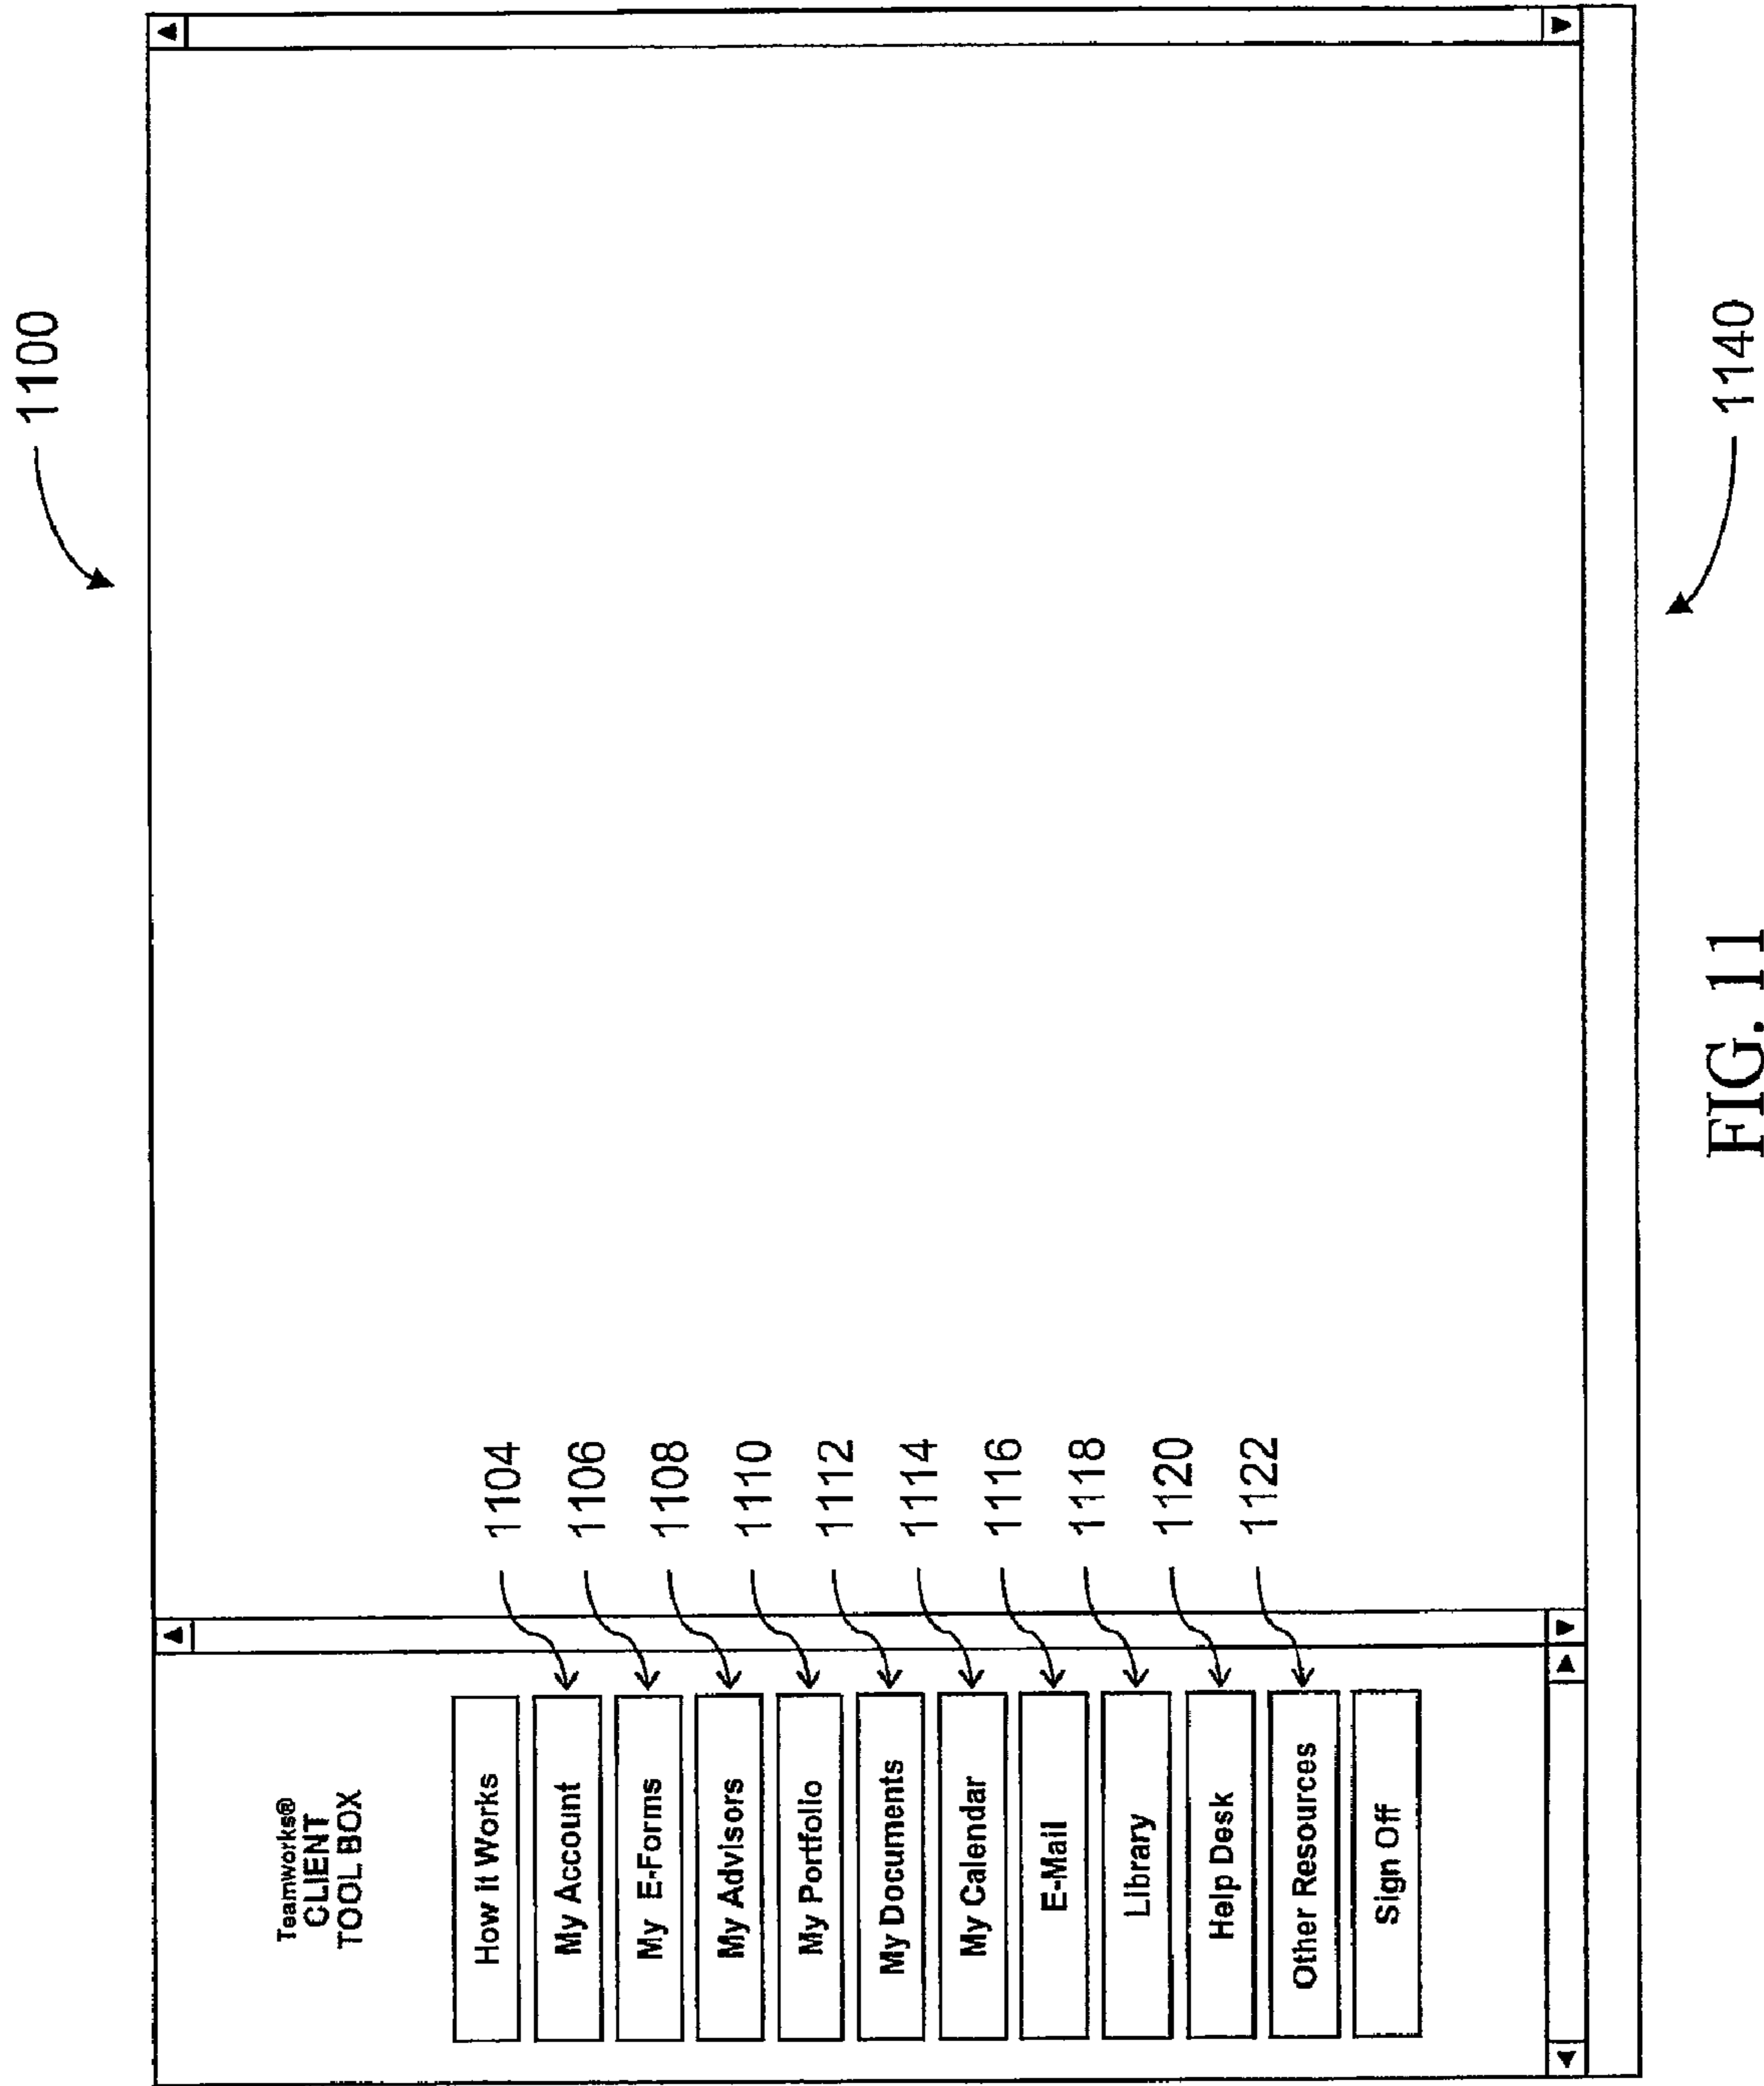 1100
Teamworks®
CLIENT
TOOL BOX
How it Works
1104
My Account
1106
My E-Forms
1108
My Advisors
1110
My Portfolio
1112
My Documents
1114
My Calendar
1116
E-Mail
1118
Library
1120
Help Desk
1122
Other Resources
Sign Off
1140
FIG. 11